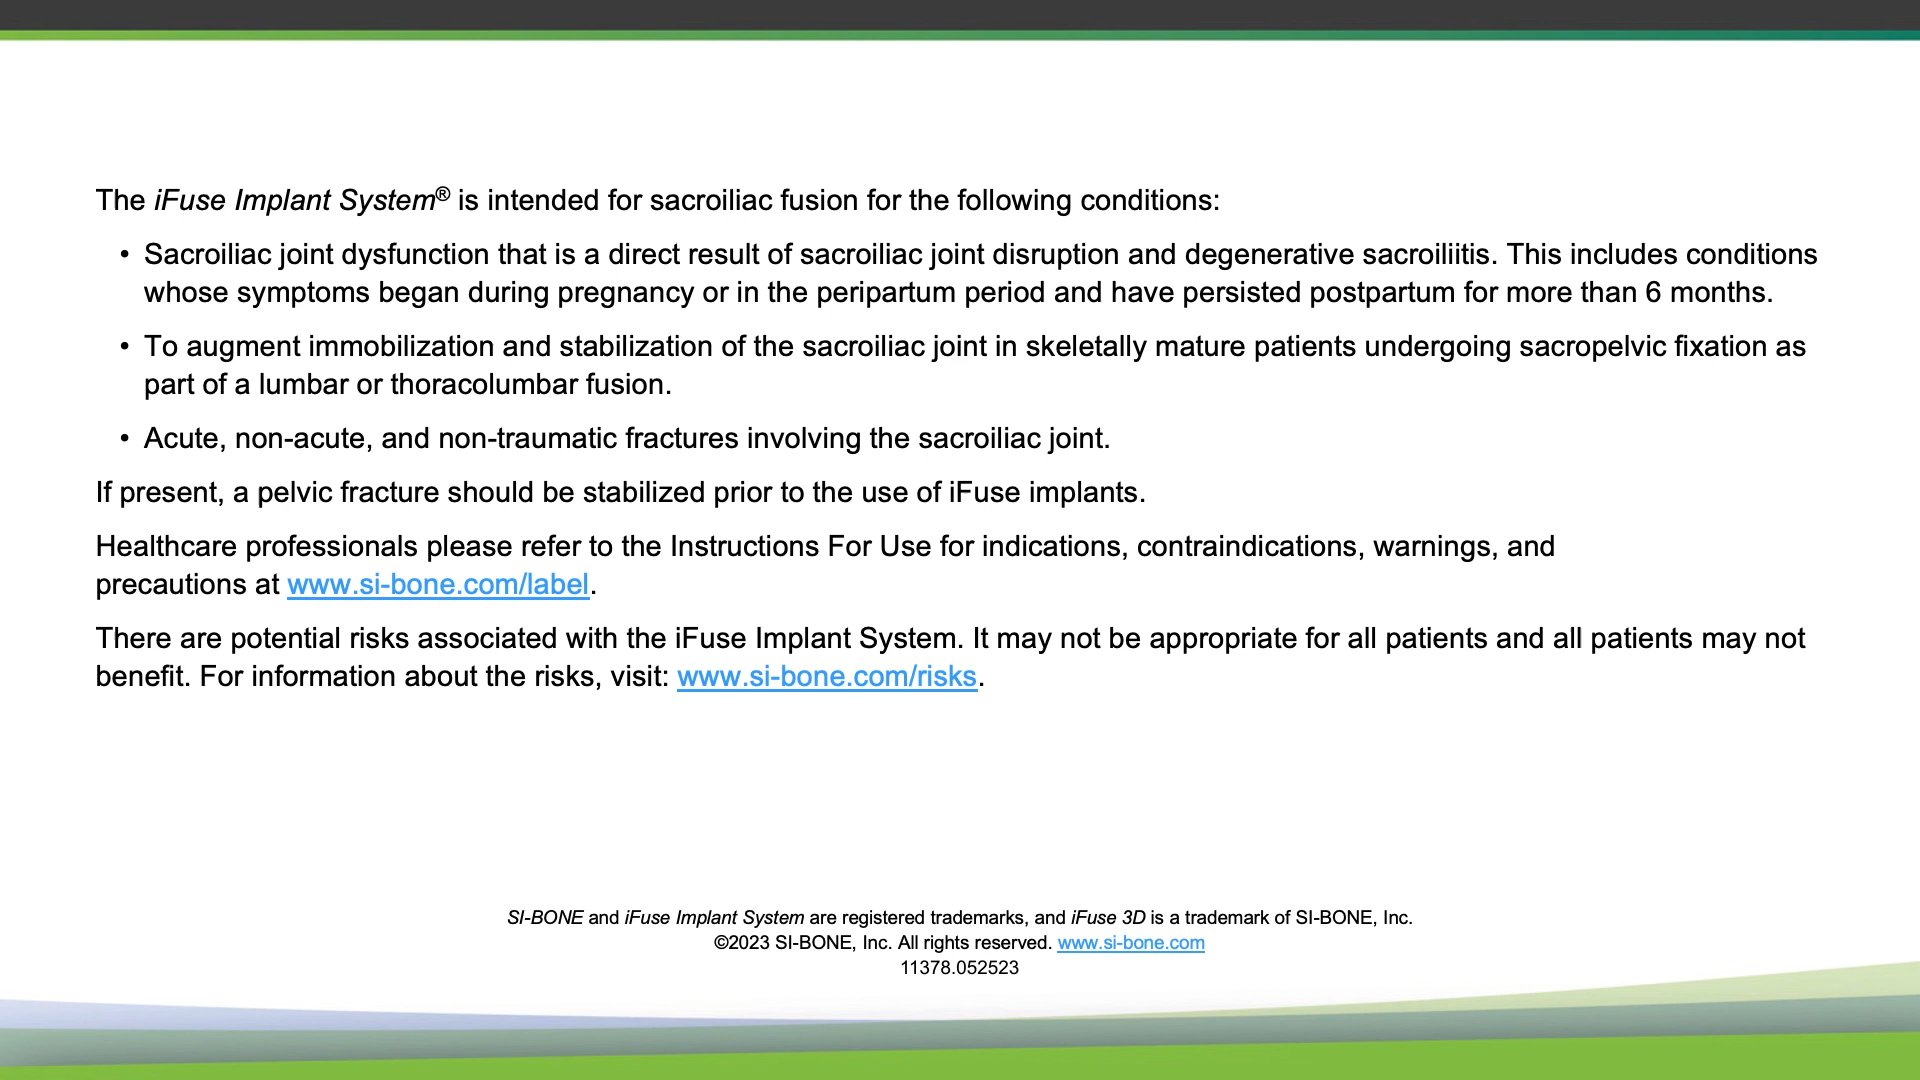 The iFuse Implant System® is intended for sacroiliac fusion for the following conditions:
• Sacroiliac joint dysfunction that is a direct result of sacroiliac joint disruption and degenerative sacroiliitis. This includes conditions
whose symptoms began during pregnancy or in the peripartum period and have persisted postpartum for more than 6 months.
• To augment immobilization and stabilization of the sacroiliac joint in skeletally mature patients undergoing sacropelvic fixation as
part of a lumbar or thoracolumbar fusion.
• Acute, non-acute, and non-traumatic fractures involving the sacroiliac joint.
If present, a pelvic fracture should be stabilized prior to the use of iFuse implants.
Healthcare professionals please refer to the Instructions For Use for indications, contraindications, warnings, and
precautions at www.si-bone.com/label.
There are potential risks associated with the iFuse Implant System. It may not be appropriate for all patients and all patients may not
benefit. For information about the risks, visit: www.si-bone.com/risks.
SI-BONE and iFuse Implant System are registered trademarks, and iFuse 3D is a trademark of SI-BONE, Inc.
©2023 SI-BONE, Inc. All rights reserved. www.si-bone.com
11378.052523